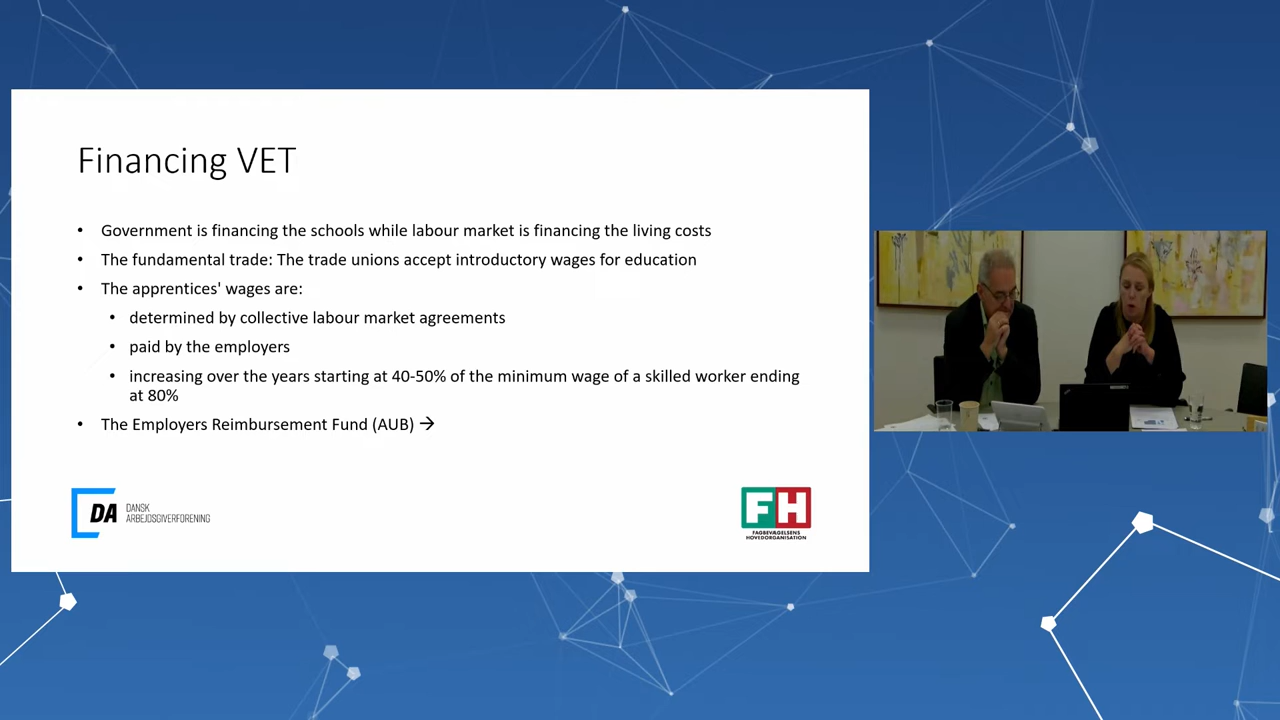 Financing VET
• Government is financing the schools while labour market is financing the living costs
• The fundamental trade: The trade unions accept introductory wages for education
• The apprentices' wages are:
• determined by collective labour market agreements
• paid by the employers
• increasing over the years starting at 40-50% of the minimum wage of a skilled worker ending
at 80%
• The Employers Reimbursement Fund (AUB) →
DA
DANSK
ARBEJDSGIVERFORENING
FH
FAGBEVÆGELSENS
HOVEDORGANISATION